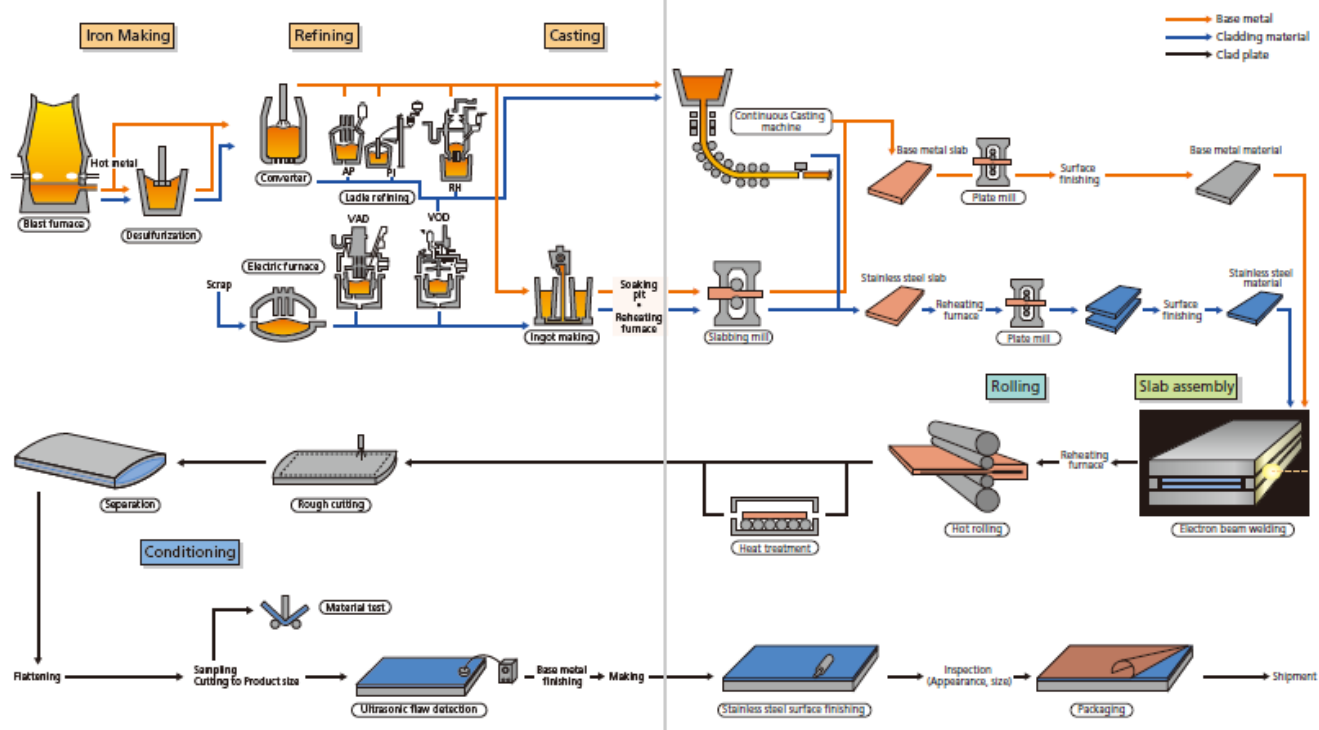 Iron Making
Refining
Casting
Base metal
Cladding material
Clad plate
Hot metal
Blast furnace
Desulfurization
Converter
AP
PI
RH
Ladle refining
VAD
VOD
Electric furnace
Scrap
Ingot making
Soaking
pit
•
Reheating
furnace
Continuous Casting
machine
Slabbing mill
Base metal slab
Plate mill
Surface
finishing
Base metal material
Stainless steel slab
Reheating
furnace
Plate mill
Surface
finishing
Stainless steel
material
Rolling
Slab assembly
Separation
Rough cutting
Heat treatment
Hot rolling
Reheating
furnace
Electron beam welding
Conditioning
Material test
Flattening
Sampling
Cutting to Product size
Ultrasonic flaw detection
Base metal
finishing
Making
Stainless steel surface finishing
Inspection
(Appearance, size)
Packaging
Shipment